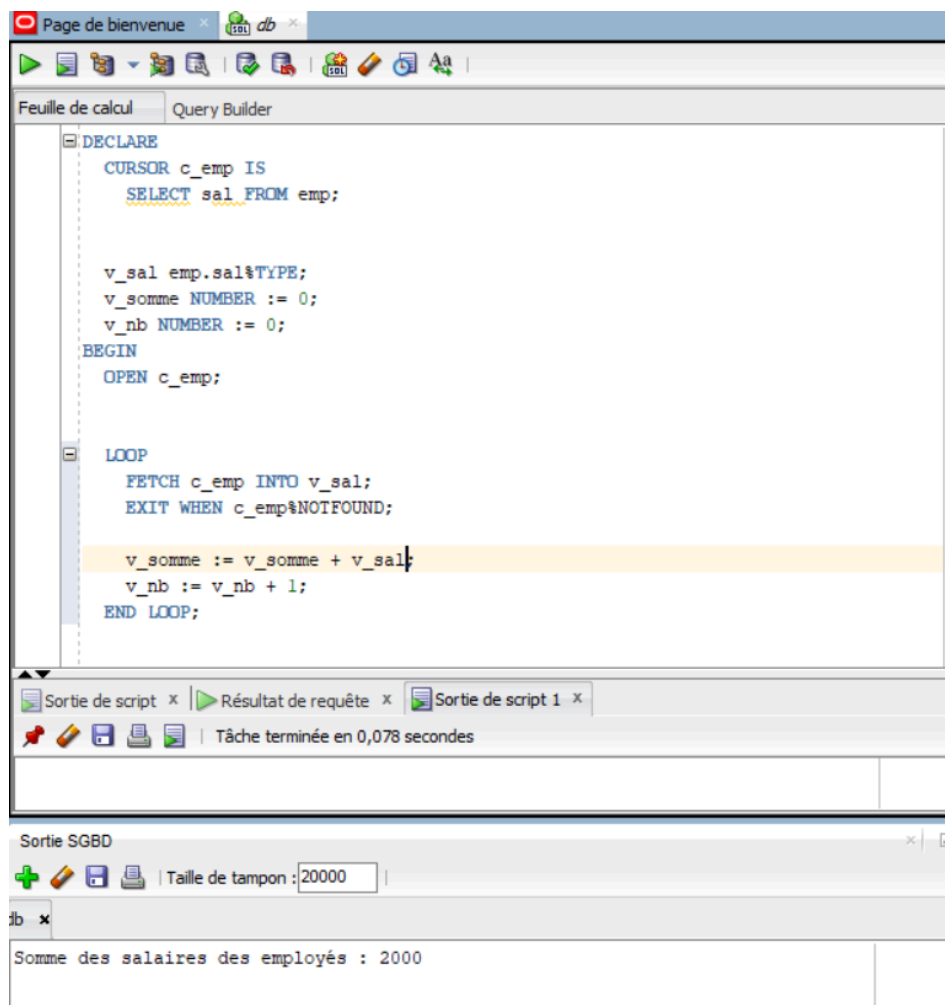 Page de bienvenue
SQL db
Feuille de calcul Query Builder
DECLARE
CURSOR c_emp IS
SELECT sal FROM emp;
v_sal emp.sal%TYPE;
v_somme NUMBER := 0;
v_nb NUMBER := 0;
BEGIN
OPEN c_emp;
LOOP
FETCH c_emp INTO v_sal;
EXIT WHEN c_emp%NOTFOUND;
v_somme := v_somme + v_sal;
v_nb := v_nb + 1;
END LOOP;
Sortie de script Résultat de requête Sortie de script 1
Tâche terminée en 0,078 secondes
Sortie SGBD
Taille de tampon : 20000
db
Somme des salaires des employés : 2000